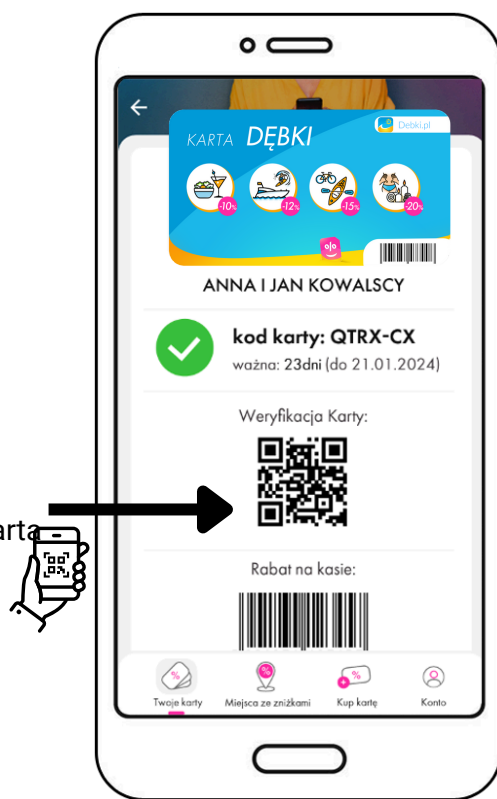 KARTA DĘBKI
Debki.pl
-10%
-12%
-15%
-20%
%
ANNA I JAN KOWALSCY
kod karty: QTRX-CX
ważna: 23dni (do 21.01.2024)
Weryfikacja Karty:
arta
Rabat na kasie:
% % %
Twoje karty Miejsca ze zniżkami Kup kartę Konto